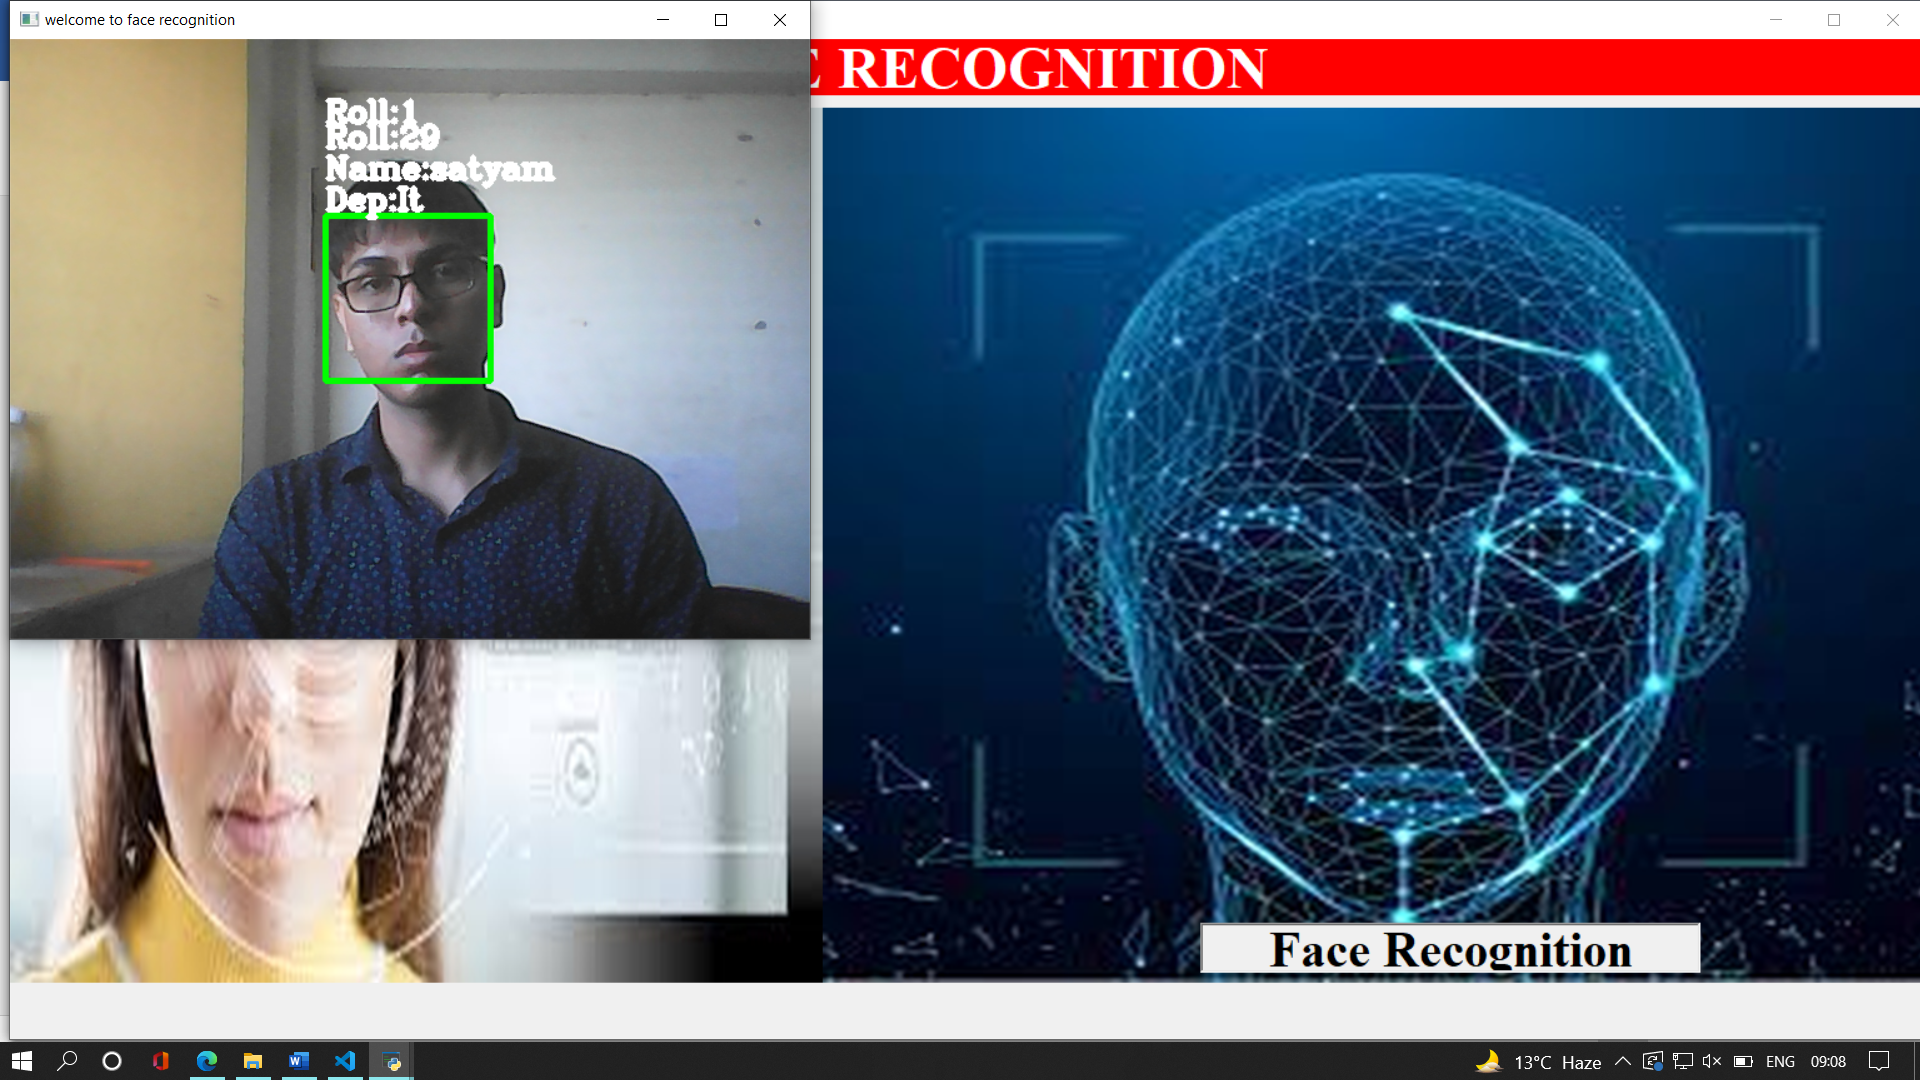 welcome to face recognition
RECOGNITION
Roll:1
Roll:29
Name:satyam
Dep:It
Face Recognition
13°C Haze
ENG
09:08